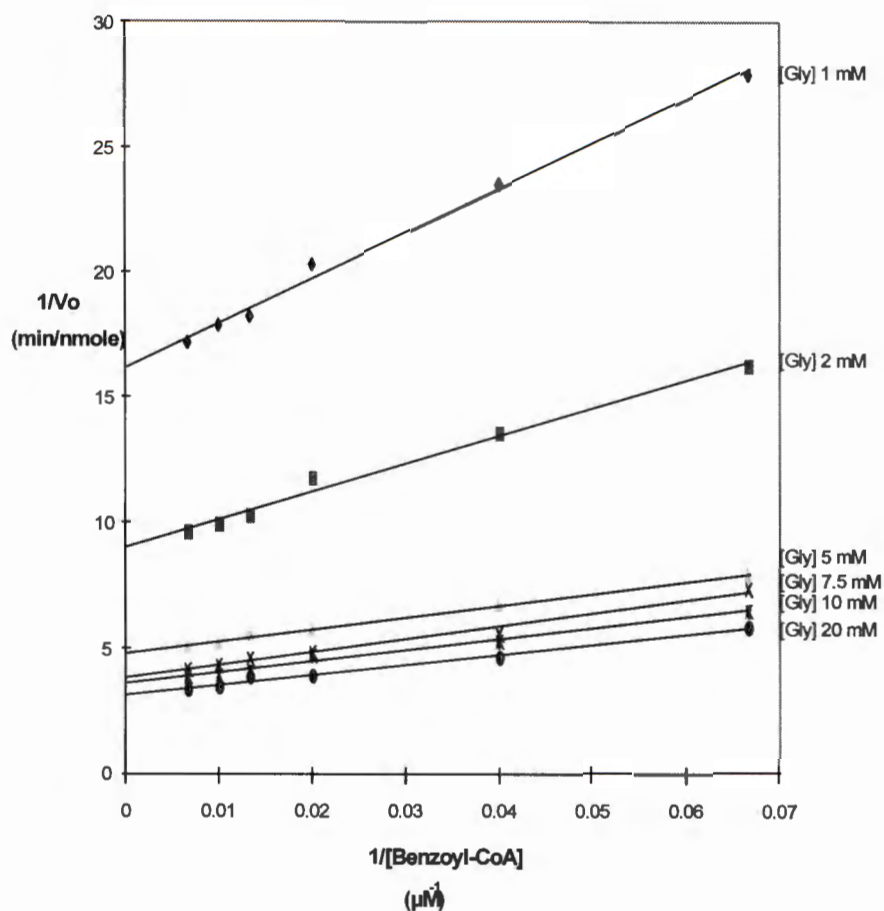 30
25
20
15
10
5
0
1/Vo
(min/nmole)
[Gly] 1 mM
[Gly] 2 mM
[Gly] 5 mM
[Gly] 7.5 mM
[Gly] 10 mM
[Gly] 20 mM
0 0.01 0.02 0.03 0.04 0.05 0.06 0.07
1/[Benzoyl-CoA]
(µM⁻¹)